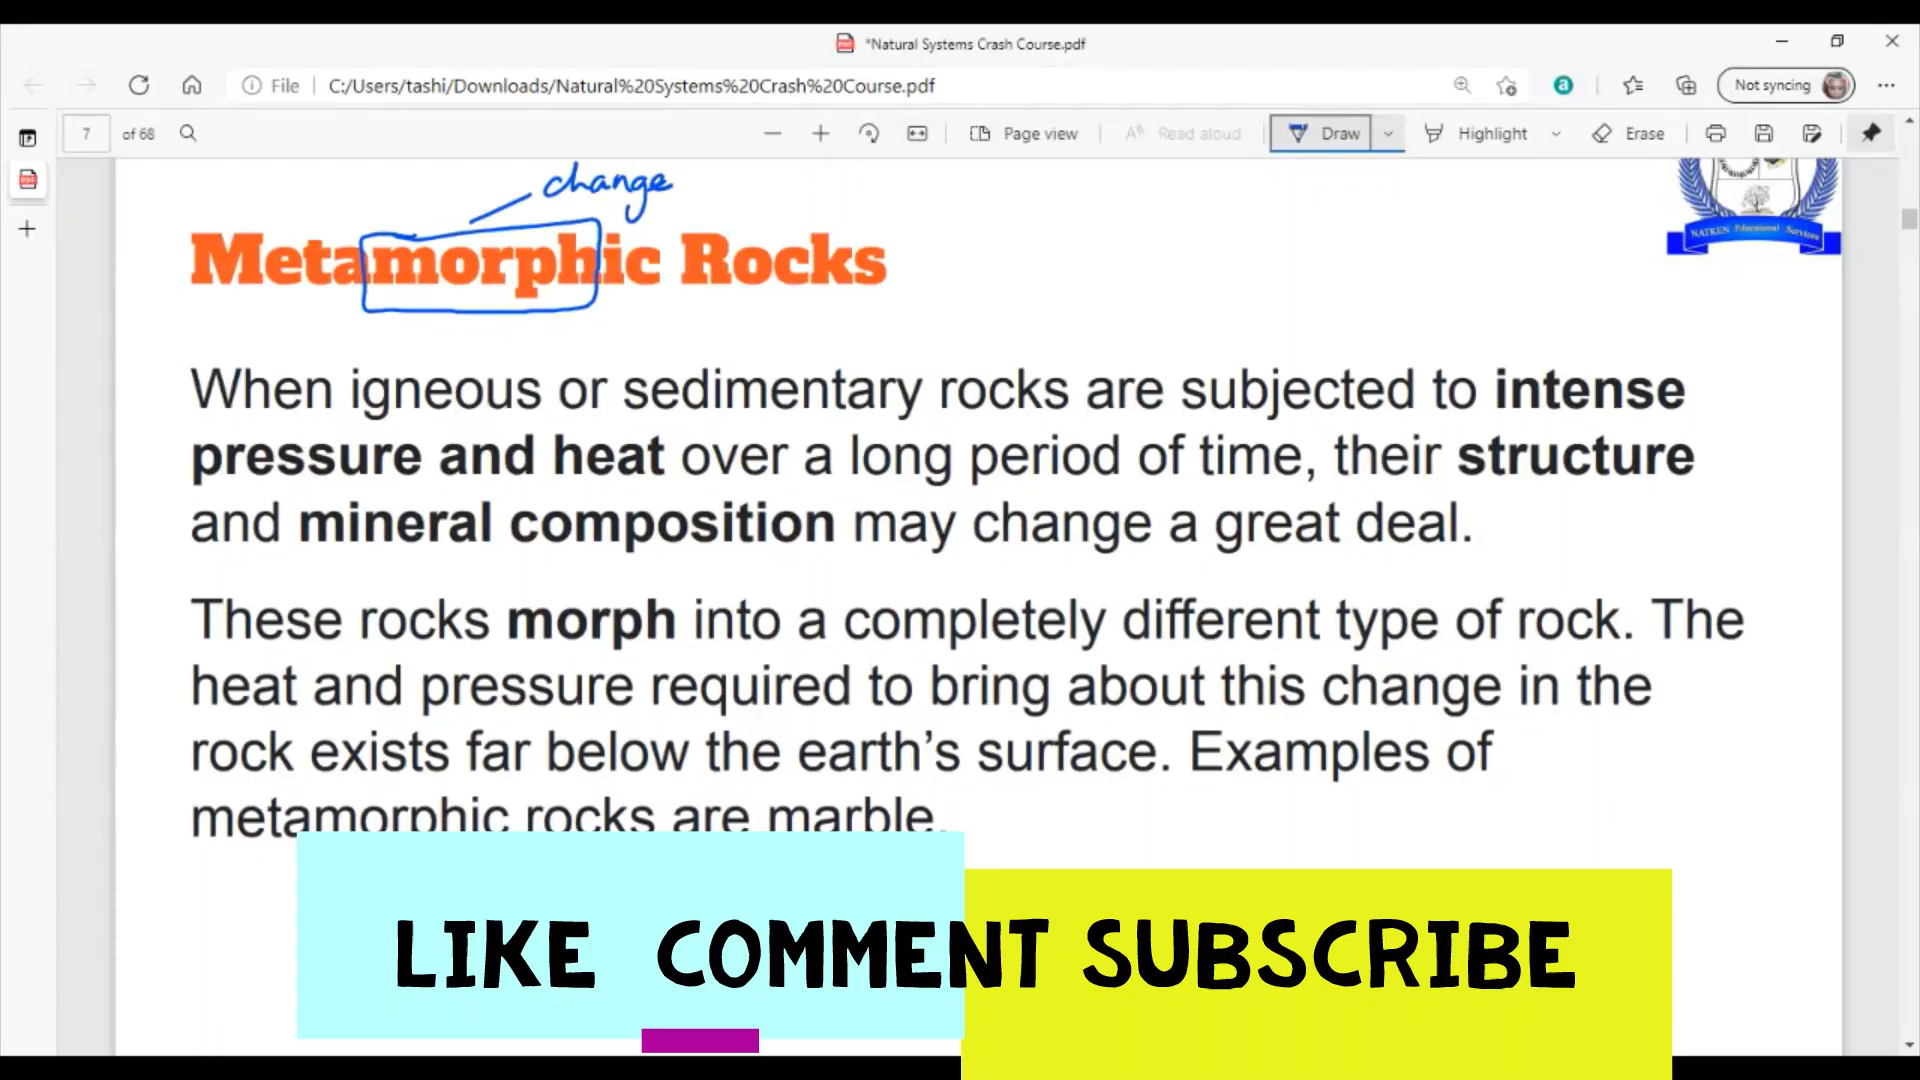 *Natural Systems Crash Course.pdf
File | C:/Users/tashi/Downloads/Natural%20Systems%20Crash%20Course.pdf
a
Not syncing
7 of 68
Page view
Read aloud
Draw
Highlight
Erase
change
NATKEN Educational Services
Metamorphic Rocks
When igneous or sedimentary rocks are subjected to intense
pressure and heat over a long period of time, their structure
and mineral composition may change a great deal.
These rocks morph into a completely different type of rock. The
heat and pressure required to bring about this change in the
rock exists far below the earth’s surface. Examples of
metamorphic rocks are marble.
LIKE COMMENT SUBSCRIBE